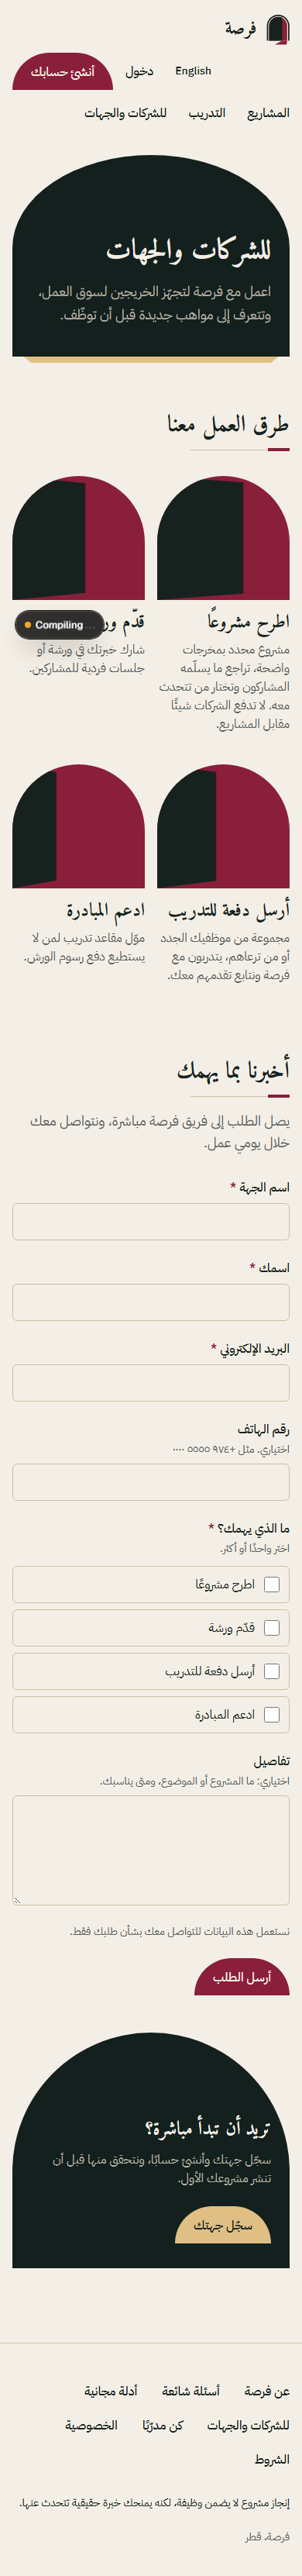 فرصة
English
دخول
أنشئ حسابك
المشاريع
التدريب
للشركات والجهات
للشركات والجهات
اعمل مع فرصة لتجهّز الخريجين لسوق العمل،
وتتعرف إلى مواهب جديدة قبل أن توظّف.
طرق العمل معنا
اطرح مشروعًا
مشروع محدد بمخرجات
واضحة، تراجع ما يسلّمه
المشاركون وتختار من تتحدث
معه. لا تدفع الشركات شيئًا
مقابل المشاريع.
قدّم
Compiling ...
شارك خبرتك في ورشة أو
جلسات فردية للمشاركين.
أرسل دفعة للتدريب
مجموعة من موظفيك الجدد
أو من ترعاهم، يتدربون مع
فرصة ونتابع تقدمهم معك.
ادعم المبادرة
موّل مقاعد تدريب لمن لا
يستطيع دفع رسوم الورش.
أخبرنا بما يهمك
يصل الطلب إلى فريق فرصة مباشرة، ونتواصل معك
خلال يومي عمل.
اسم الجهة *
اسمك *
البريد الإلكتروني *
رقم الهاتف
اختياري. مثل +٩٧٤ ٥٥٥٥ ٠٠٠٠
ما الذي يهمك؟ *
اختر واحدًا أو أكثر.
اطرح مشروعًا
قدّم ورشة
أرسل دفعة للتدريب
ادعم المبادرة
تفاصيل
اختياري: ما المشروع أو الموضوع، ومتى يناسبك.
نستعمل هذه البيانات للتواصل معك بشأن طلبك فقط.
أرسل الطلب
تريد أن تبدأ مباشرة؟
سجّل جهتك وأنشئ حسابًا، ونتحقق منها قبل أن
تنشر مشروعك الأول.
سجّل جهتك
عن فرصة
أسئلة شائعة
أدلة مجانية
للشركات والجهات
كن مدرّبًا
الخصوصية
الشروط
إنجاز مشروع لا يضمن وظيفة، لكنه يمنحك خبرة حقيقية تتحدث عنها.
فرصة، قطر